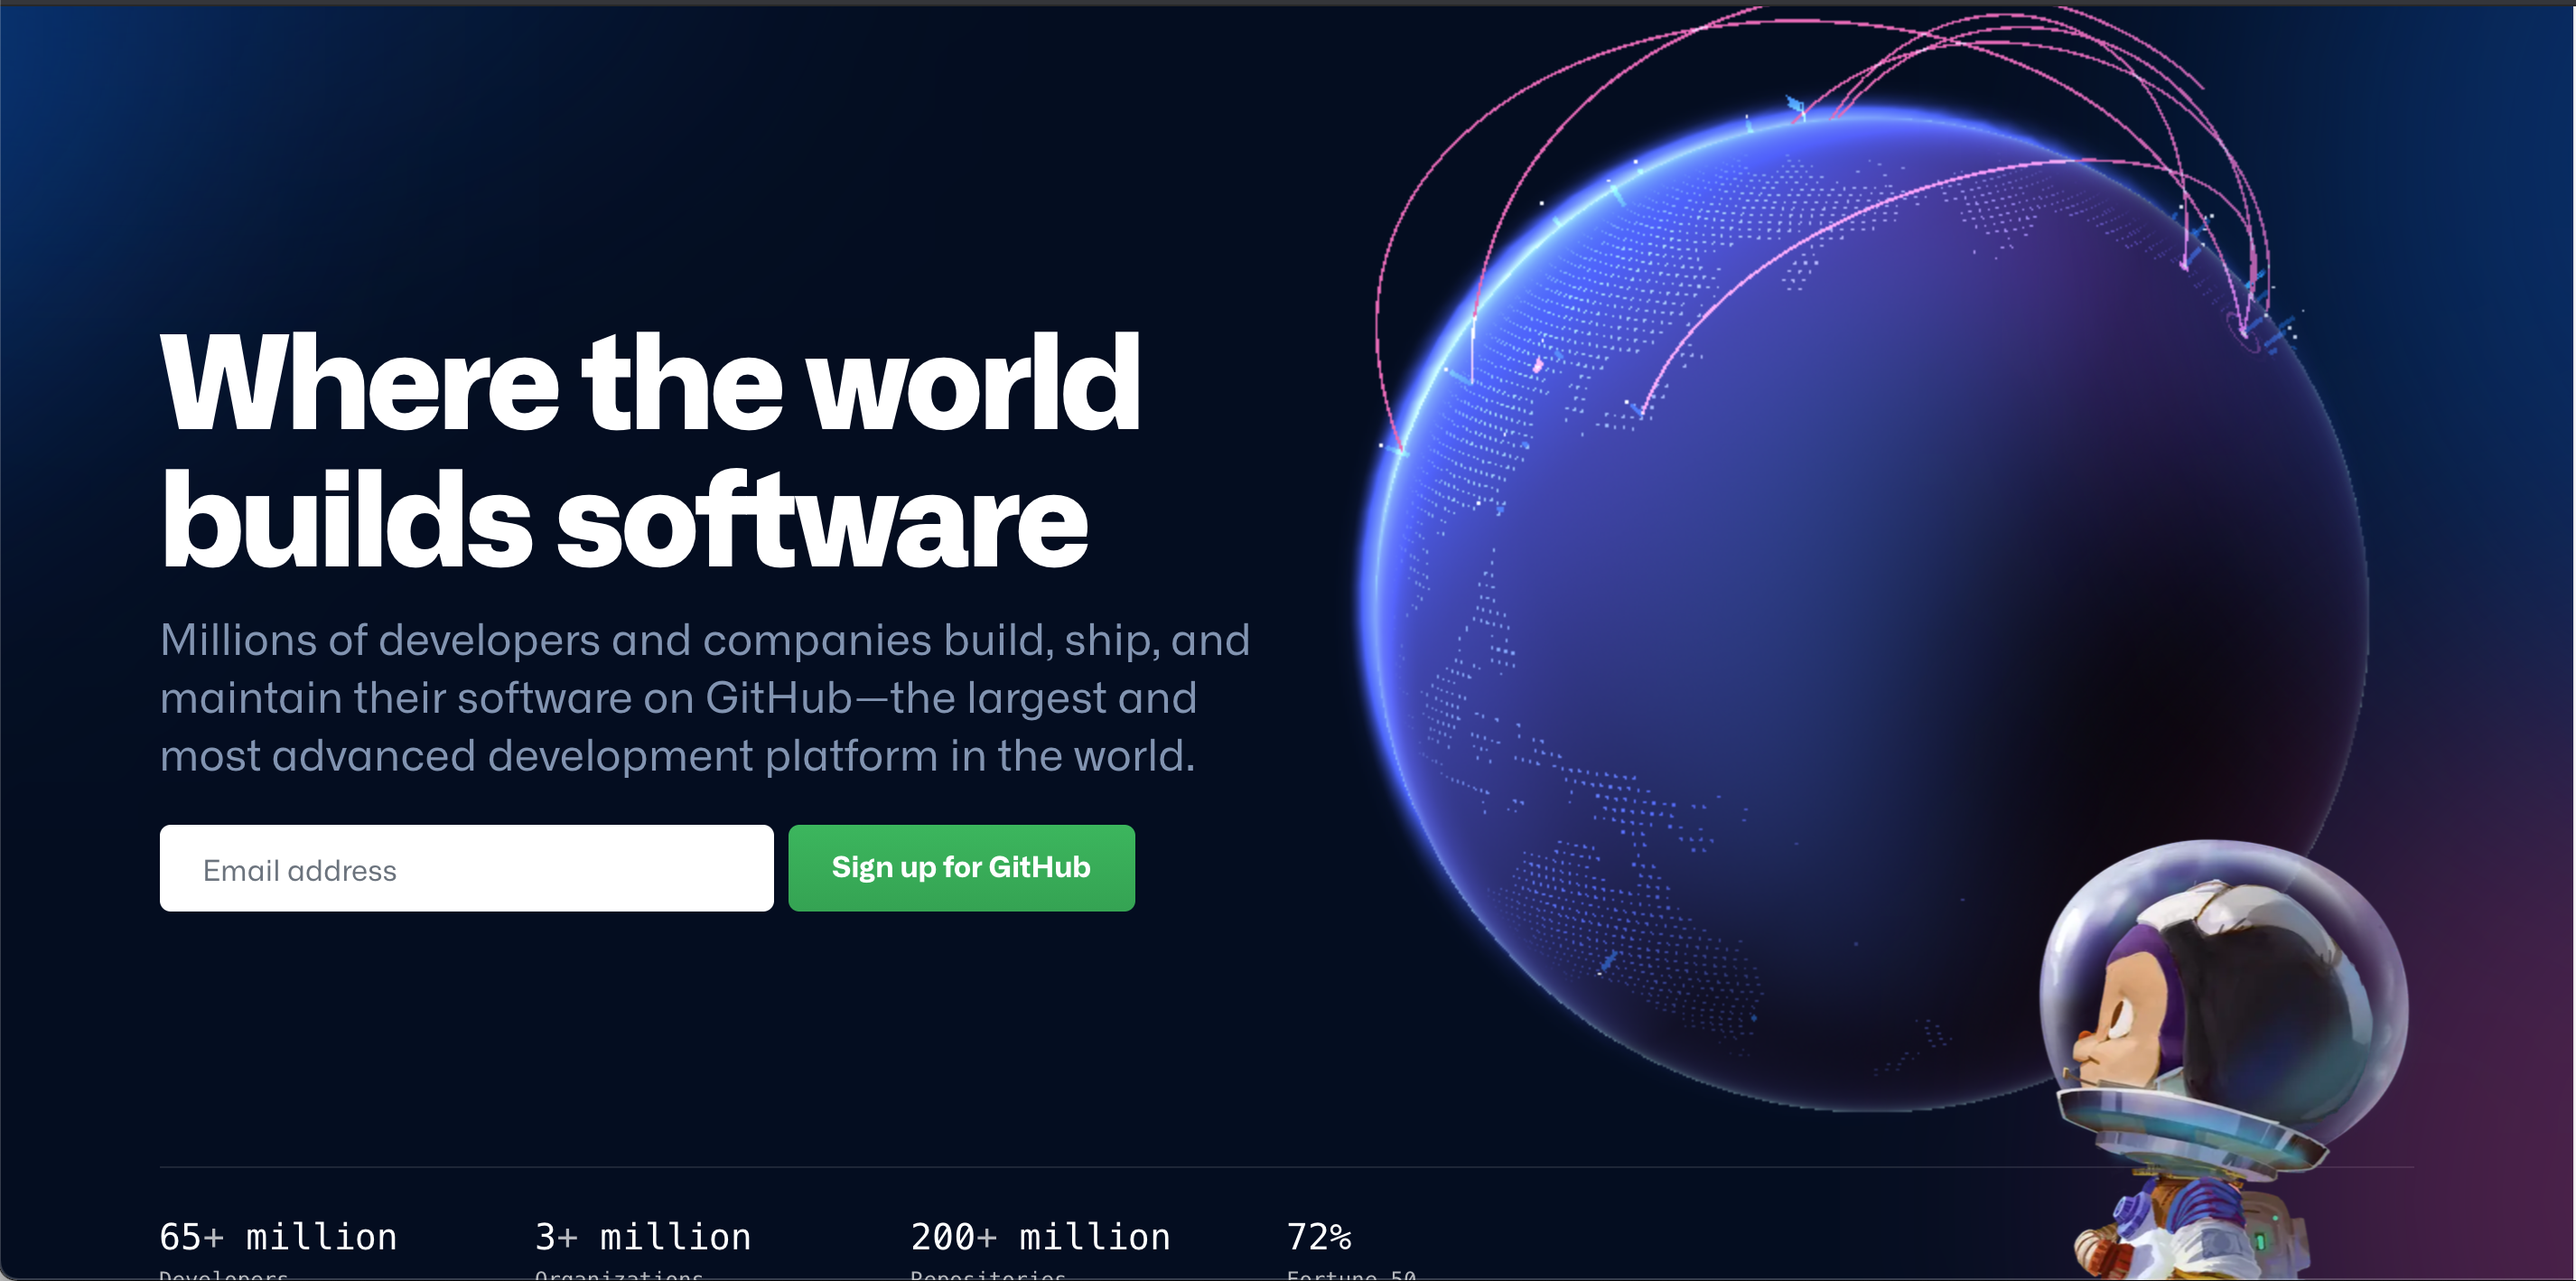 Where the world
builds software
Millions of developers and companies build, ship, and
maintain their software on GitHub—the largest and
most advanced development platform in the world.
Email address
Sign up for GitHub
65+ million
3+ million
200+ million
72%
Developers
Organizations
Repositories
Fortune 50